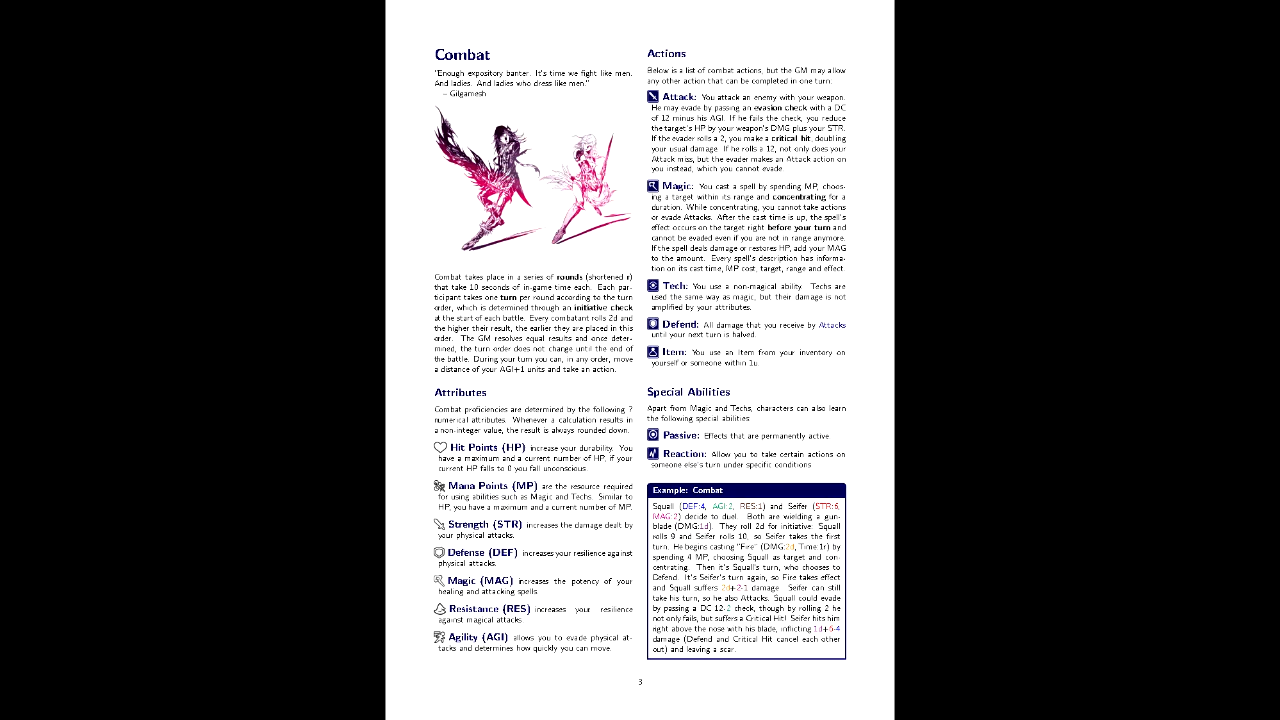 Combat
"Enough expository banter. It's time we fight like men.
And ladies. And ladies who dress like men."
– Gilgamesh
Combat takes place in a series of rounds (shortened r)
that take 10 seconds of in-game time each. Each par-
ticipant takes one turn per round according to the turn
order, which is determined through an initiative check
at the start of each battle. Every combatant rolls 2d and
the higher their result, the earlier they are placed in this
order. The GM resolves equal results and once deter-
mined, the turn order does not change until the end of
the battle. During your turn you can, in any order, move
a distance of your AGI+1 units and take an action.
Attributes
Combat proficiencies are determined by the following 7
numerical attributes. Whenever a calculation results in
a non-integer value, the result is always rounded down.
Hit Points (HP) increase your durability. You
have a maximum and a current number of HP, if your
current HP falls to 0 you fall unconscious.
Mana Points (MP) are the resource required
for using abilities such as Magic and Techs. Similar to
HP, you have a maximum and a current number of MP.
Strength (STR) increases the damage dealt by
your physical attacks.
Defense (DEF) increases your resilience against
physical attacks.
Magic (MAG) increases the potency of your
healing and attacking spells.
Resistance (RES) increases your resilience
against magical attacks.
Agility (AGI) allows you to evade physical at-
tacks and determines how quickly you can move.
Actions
Below is a list of combat actions, but the GM may allow
any other action that can be completed in one turn:
Attack: You attack an enemy with your weapon.
He may evade by passing an evasion check with a DC
of 12 minus his AGI. If he fails the check, you reduce
the target's HP by your weapon's DMG plus your STR.
If the evader rolls a 2, you make a critical hit, doubling
your usual damage. If he rolls a 12, not only does your
Attack miss, but the evader makes an Attack action on
you instead, which you cannot evade.
Magic: You cast a spell by spending MP, choos-
ing a target within its range and concentrating for a
duration. While concentrating, you cannot take actions
or evade Attacks. After the cast time is up, the spell's
effect occurs on the target right before your turn and
cannot be evaded even if you are not in range anymore.
If the spell deals damage or restores HP, add your MAG
to the amount. Every spell's description has informa-
tion on its cast time, MP cost, target, range and effect.
Tech: You use a non-magical ability. Techs are
used the same way as magic, but their damage is not
amplified by your attributes.
Defend: All damage that you receive by Attacks
until your next turn is halved.
Item: You use an Item from your inventory on
yourself or someone within 1u.
Special Abilities
Apart from Magic and Techs, characters can also learn
the following special abilities:
Passive: Effects that are permanently active.
Reaction: Allow you to take certain actions on
someone else's turn under specific conditions.
Example: Combat
Squall (DEF:4, AGI:2, RES:1) and Seifer (STR:6,
MAG:2) decide to duel. Both are wielding a gun-
blade (DMG:1d). They roll 2d for initiative: Squall
rolls 9 and Seifer rolls 10, so Seifer takes the first
turn. He begins casting "Fire" (DMG:2d, Time:1r) by
spending 4 MP, choosing Squall as target and con-
centrating. Then it's Squall's turn, who chooses to
Defend. It's Seifer's turn again, so Fire takes effect
and Squall suffers 2d+2-1 damage. Seifer can still
take his turn, so he also Attacks. Squall could evade
by passing a DC 12-2 check, though by rolling 2 he
not only fails, but suffers a Critical Hit! Seifer hits him
right above the nose with his blade, inflicting 1d+6-4
damage (Defend and Critical Hit cancel each other
out) and leaving a scar.
3